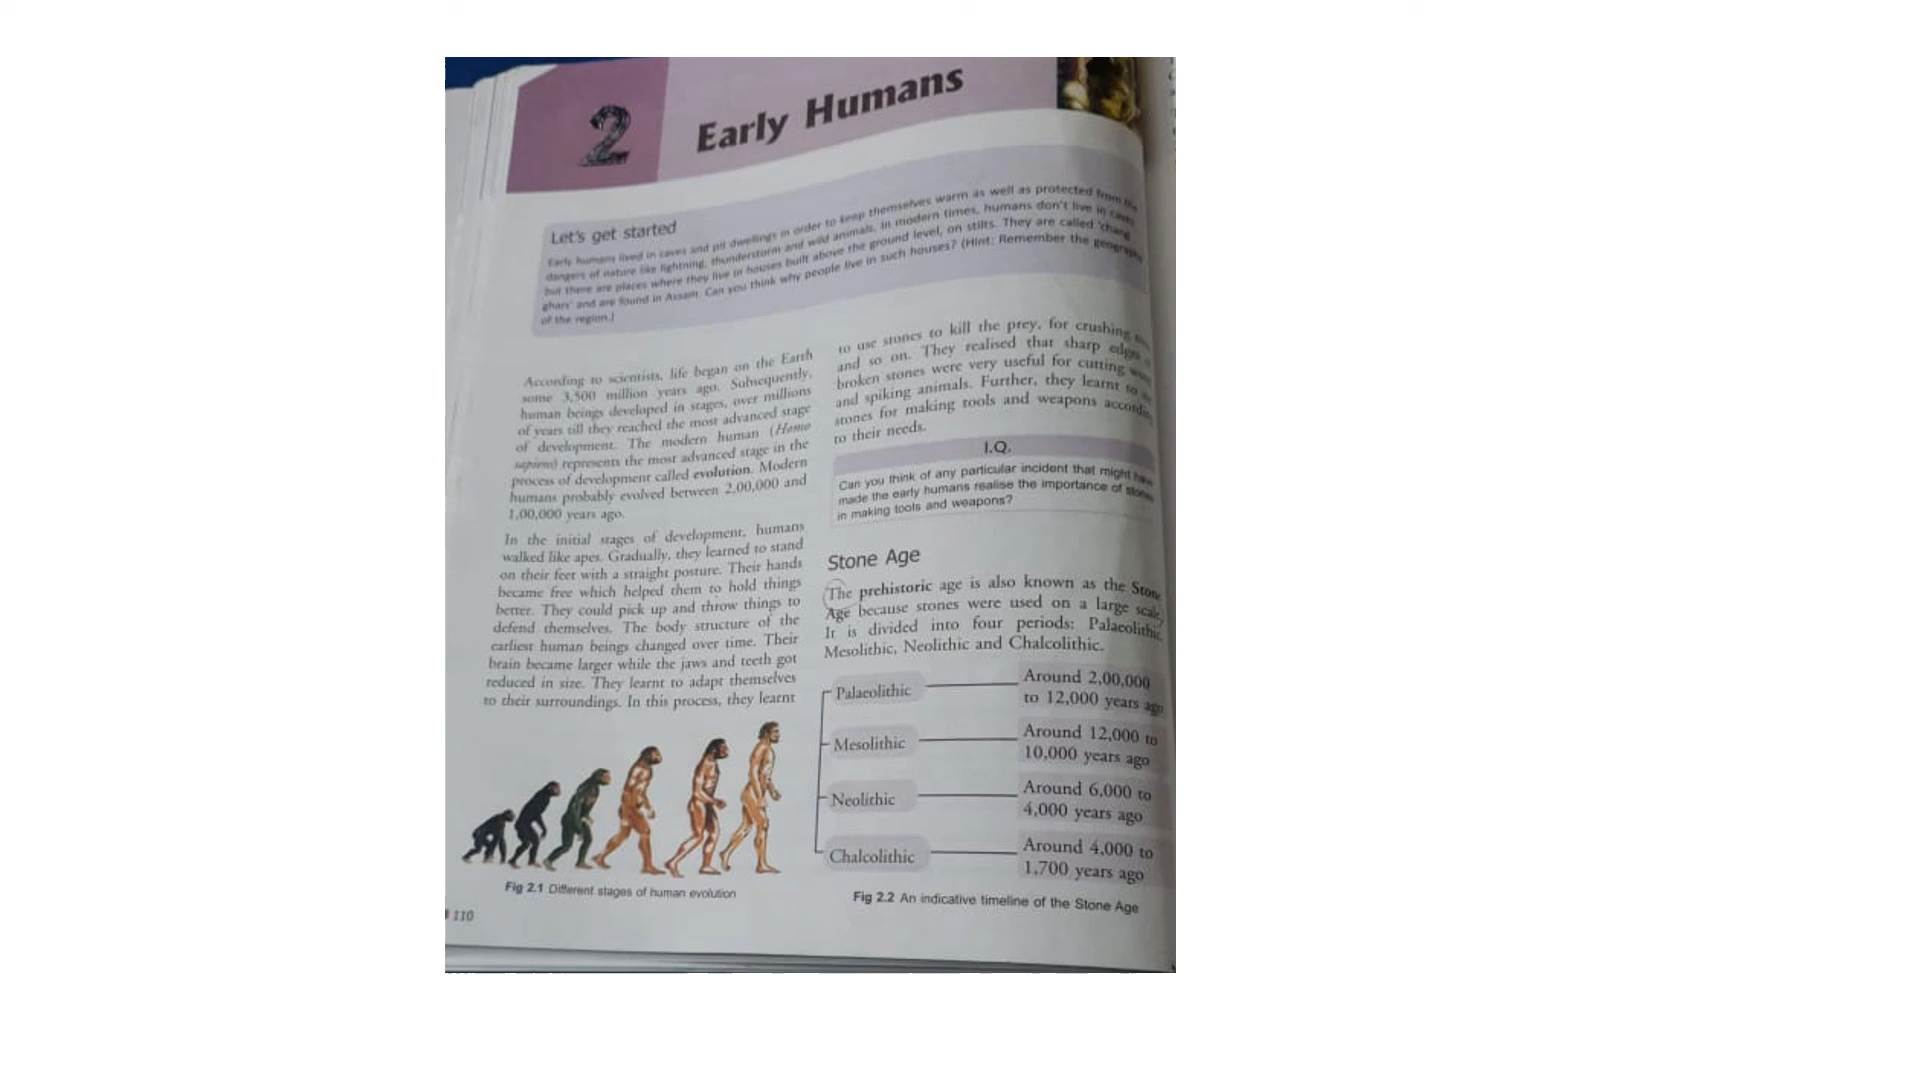 2
Early Humans
Let's get started
Early humans lived in caves and pit dwellings in order to keep themselves warm as well as protected from the
dangers of nature like lightning, thunderstorm and wild animals. In modern times, humans don't live in caves
but there are places where they live in houses built above the ground level, on stilts. They are called 'chang
ghars' and are found in Assam. Can you think why people live in such houses? (Hint: Remember the geography
of the region.)
According to scientists, life began on the Earth
some 3,500 million years ago. Subsequently,
human beings developed in stages, over millions
of years till they reached the most advanced stage
of development. The modern human (Homo
sapiens) represents the most advanced stage in the
process of development called evolution. Modern
humans probably evolved between 2,00,000 and
1,00,000 years ago.
In the initial stages of development, humans
walked like apes. Gradually, they learned to stand
on their feet with a straight posture. Their hands
became free which helped them to hold things
better. They could pick up and throw things to
defend themselves. The body structure of the
earliest human beings changed over time. Their
brain became larger while the jaws and teeth got
reduced in size. They learnt to adapt themselves
to their surroundings. In this process, they learnt
Fig 2.1 Different stages of human evolution
110
to use stones to kill the prey, for crushing
and so on. They realised that sharp edges
broken stones were very useful for cutting
and spiking animals. Further, they learnt to
stones for making tools and weapons according
to their needs.
I.Q.
Can you think of any particular incident that might have
made the early humans realise the importance of stones
in making tools and weapons?
Stone Age
The prehistoric age is also known as the Stone
Age because stones were used on a large scale.
It is divided into four periods: Palaeolithic,
Mesolithic, Neolithic and Chalcolithic.
Palaeolithic Around 2,00,000
to 12,000 years ago
Mesolithic Around 12,000 to
10,000 years ago
Neolithic Around 6,000 to
4,000 years ago
Chalcolithic Around 4,000 to
1,700 years ago
Fig 2.2 An indicative timeline of the Stone Age